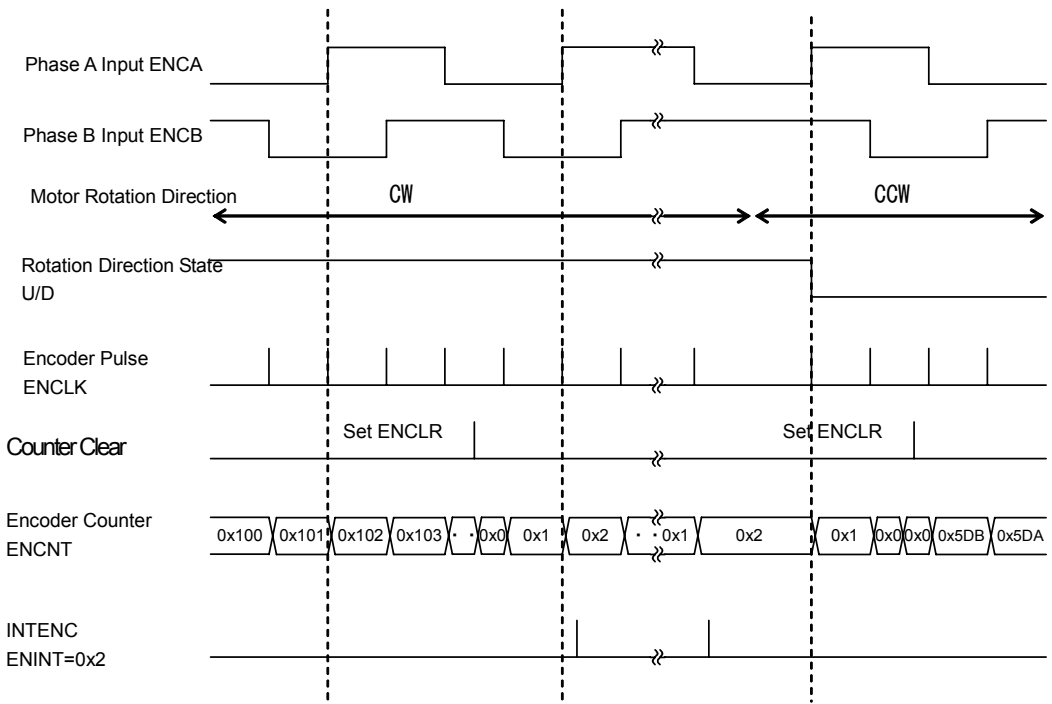 Phase A Input ENCA
Phase B Input ENCB
Motor Rotation Direction
CW
CCW
Rotation Direction State
U/D
Encoder Pulse
ENCLK
Counter Clear
Set ENCLR
Set ENCLR
Encoder Counter
ENCNT
0x100 0x101 0x102 0x103 · · 0x0 0x1 0x2 · · 0x1 0x2 0x1 0x0 0x0 0x5DB 0x5DA
INTENC
ENINT=0x2